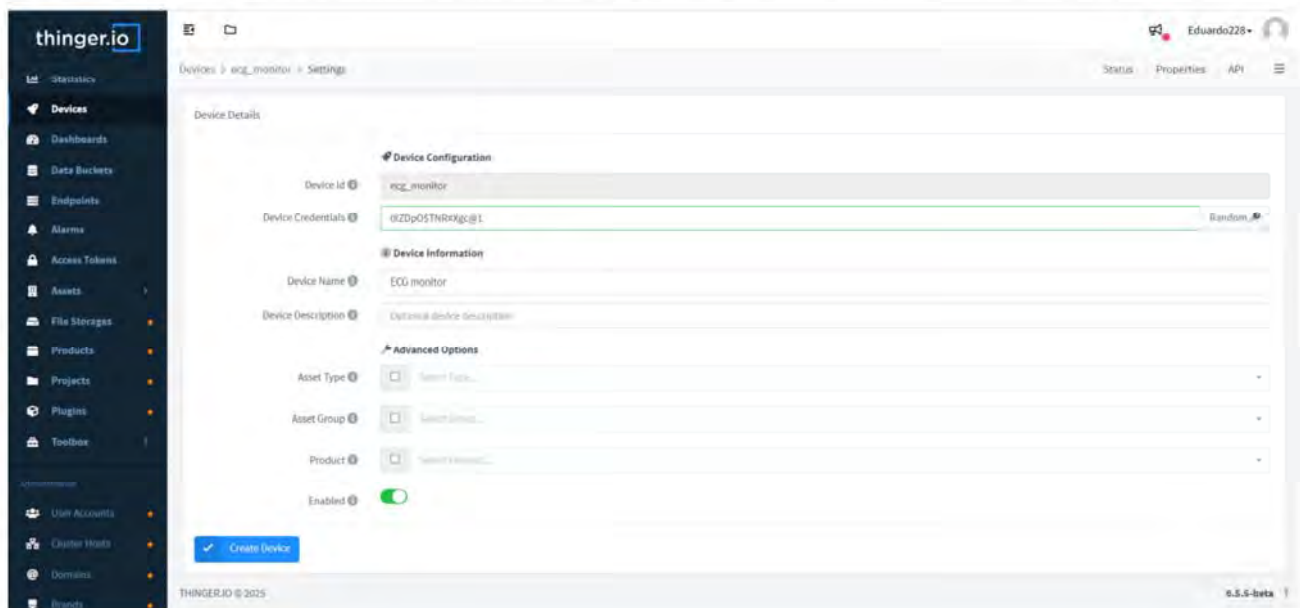 thinger.io
Eduardo228
Statistics
Devices > ecg_monitor > Settings
Status Properties API
Devices
Device Details
Dashboards
Device Configuration
Data Buckets
Device Id
ecg_monitor
Endpoints
Device Credentials
Random
Alarms
Device Information
Access Tokens
Device Name
ECG monitor
Assets
Device Description
Optional device description
File Storages
Advanced Options
Products
Asset Type
Select Type...
Projects
Asset Group
Select Group...
Plugins
Toolbox
Product
Select Product...
Administration
Enabled
User Accounts
Cluster Hosts
Create Device
Domains
THINGER.IO © 2025
6.5.5-beta
Brands